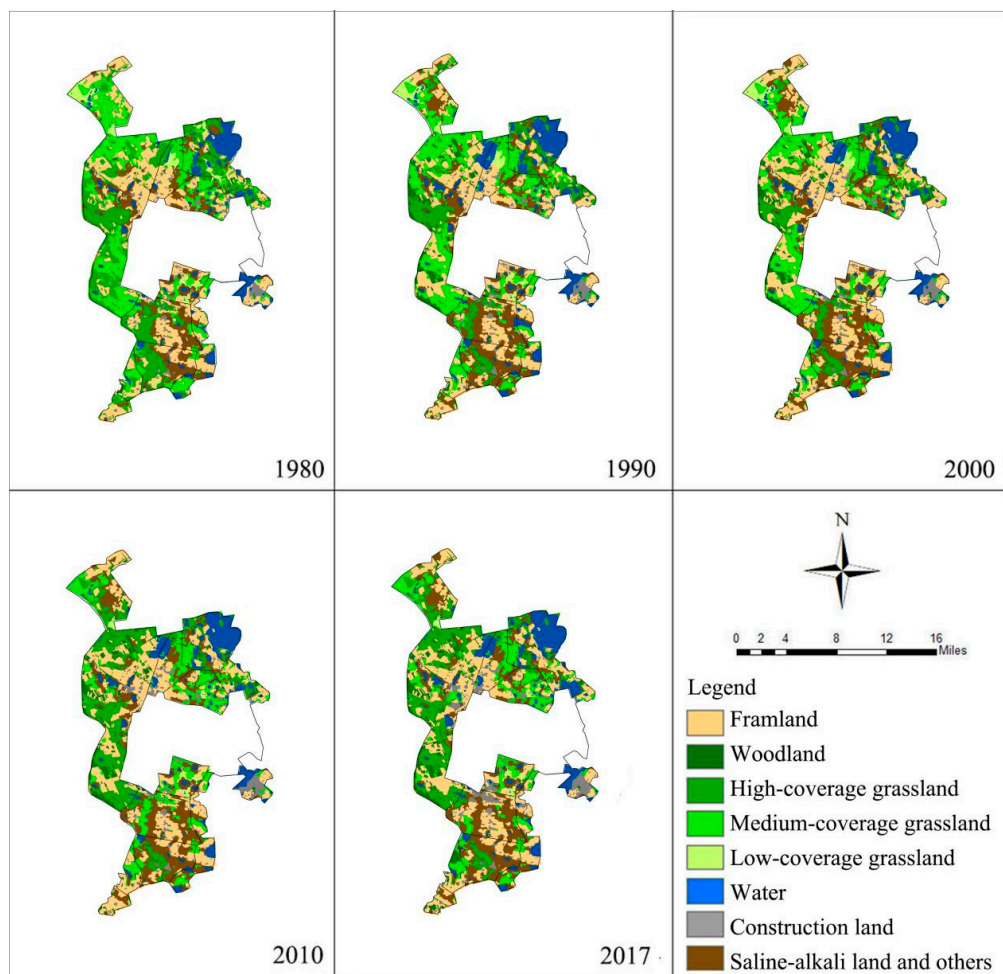 1980
1990
2000
2010
2017
N
0 2 4 8 12 16
Miles
Legend
Framland
Woodland
High-coverage grassland
Medium-coverage grassland
Low-coverage grassland
Water
Construction land
Saline-alkali land and others